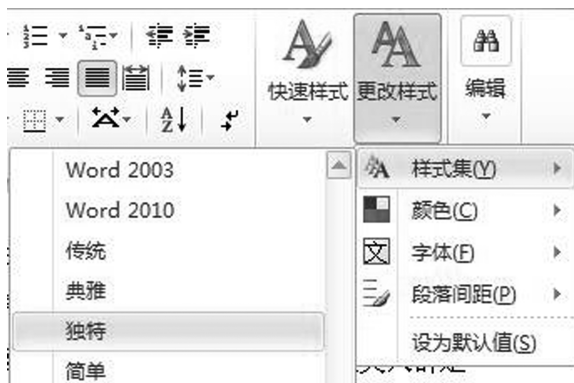 快速样式
更改样式
编辑
Word 2003
Word 2010
传统
典雅
独特
简单
样式集(Y)
颜色(C)
字体(F)
段落间距(P)
设为默认值(S)